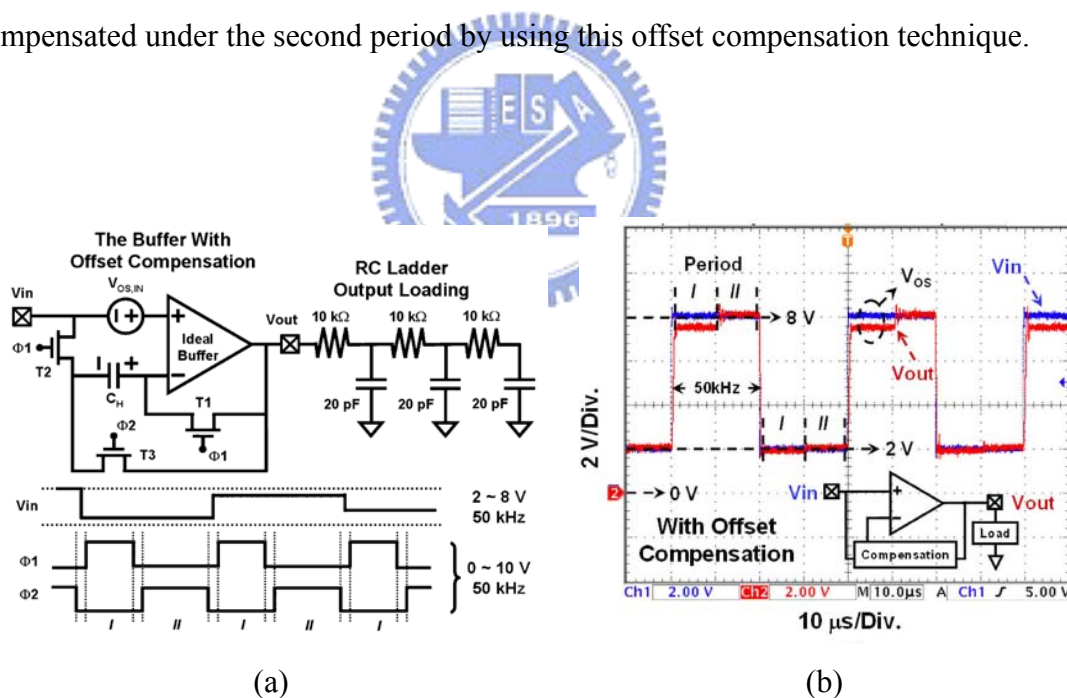 mpensated under the second period by using this offset compensation technique.
E S A
1896
The Buffer With
Offset Compensation
Vin
V_OS,IN
Ideal
Buffer
Vout
RC Ladder
Output Loading
10 kΩ 10 kΩ 10 kΩ
20 pF 20 pF 20 pF
Φ1
T2
C_H
T1
Φ1
Φ2
T3
Vin
2 ~ 8 V
50 kHz
Φ1
Φ2
0 ~ 10 V
50 kHz
I II I II I
(a)
Period
I II
V_OS
Vin
8 V
Vout
50kHz
I II
2 V
2 V/Div.
2
0 V
T
Vin
Vout
With Offset
Compensation
Compensation
Load
Ch1 2.00 V Ch2 2.00 V M 10.0µs A Ch1 ∫ 5.00 V
10 µs/Div.
(b)